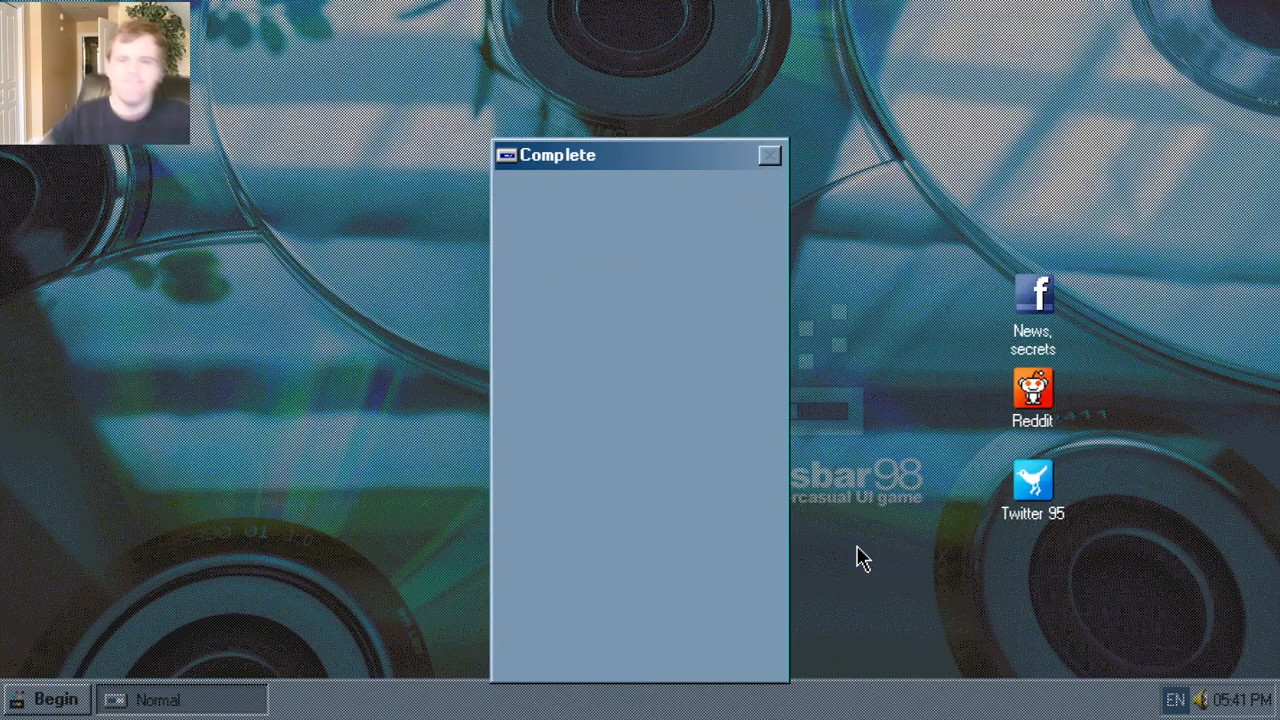 Complete
News,
secrets
Reddit
sbar98
rcasual UI game
Twitter 95
Begin
Normal
EN
05:41 PM